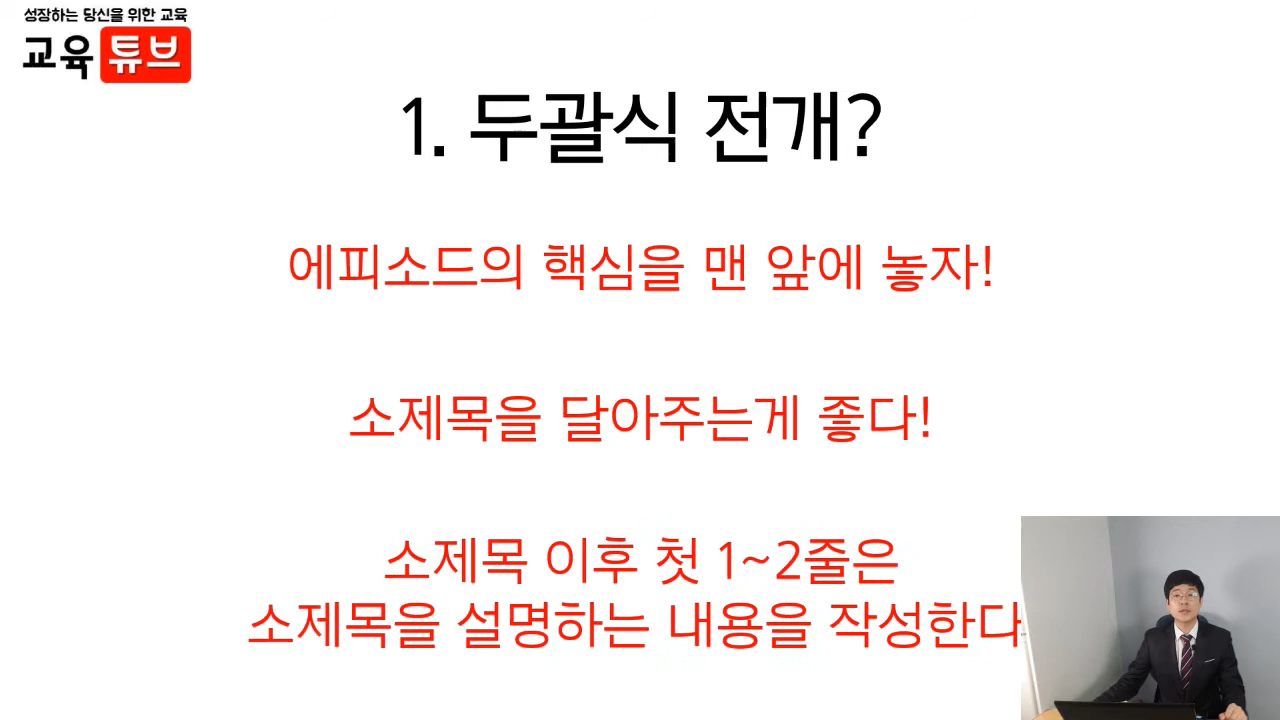 성장하는 당신을 위한 교육
교육 튜브
1. 두괄식 전개?
에피소드의 핵심을 맨 앞에 놓자!
소제목을 달아주는게 좋다!
소제목 이후 첫 1~2줄은
소제목을 설명하는 내용을 작성한다